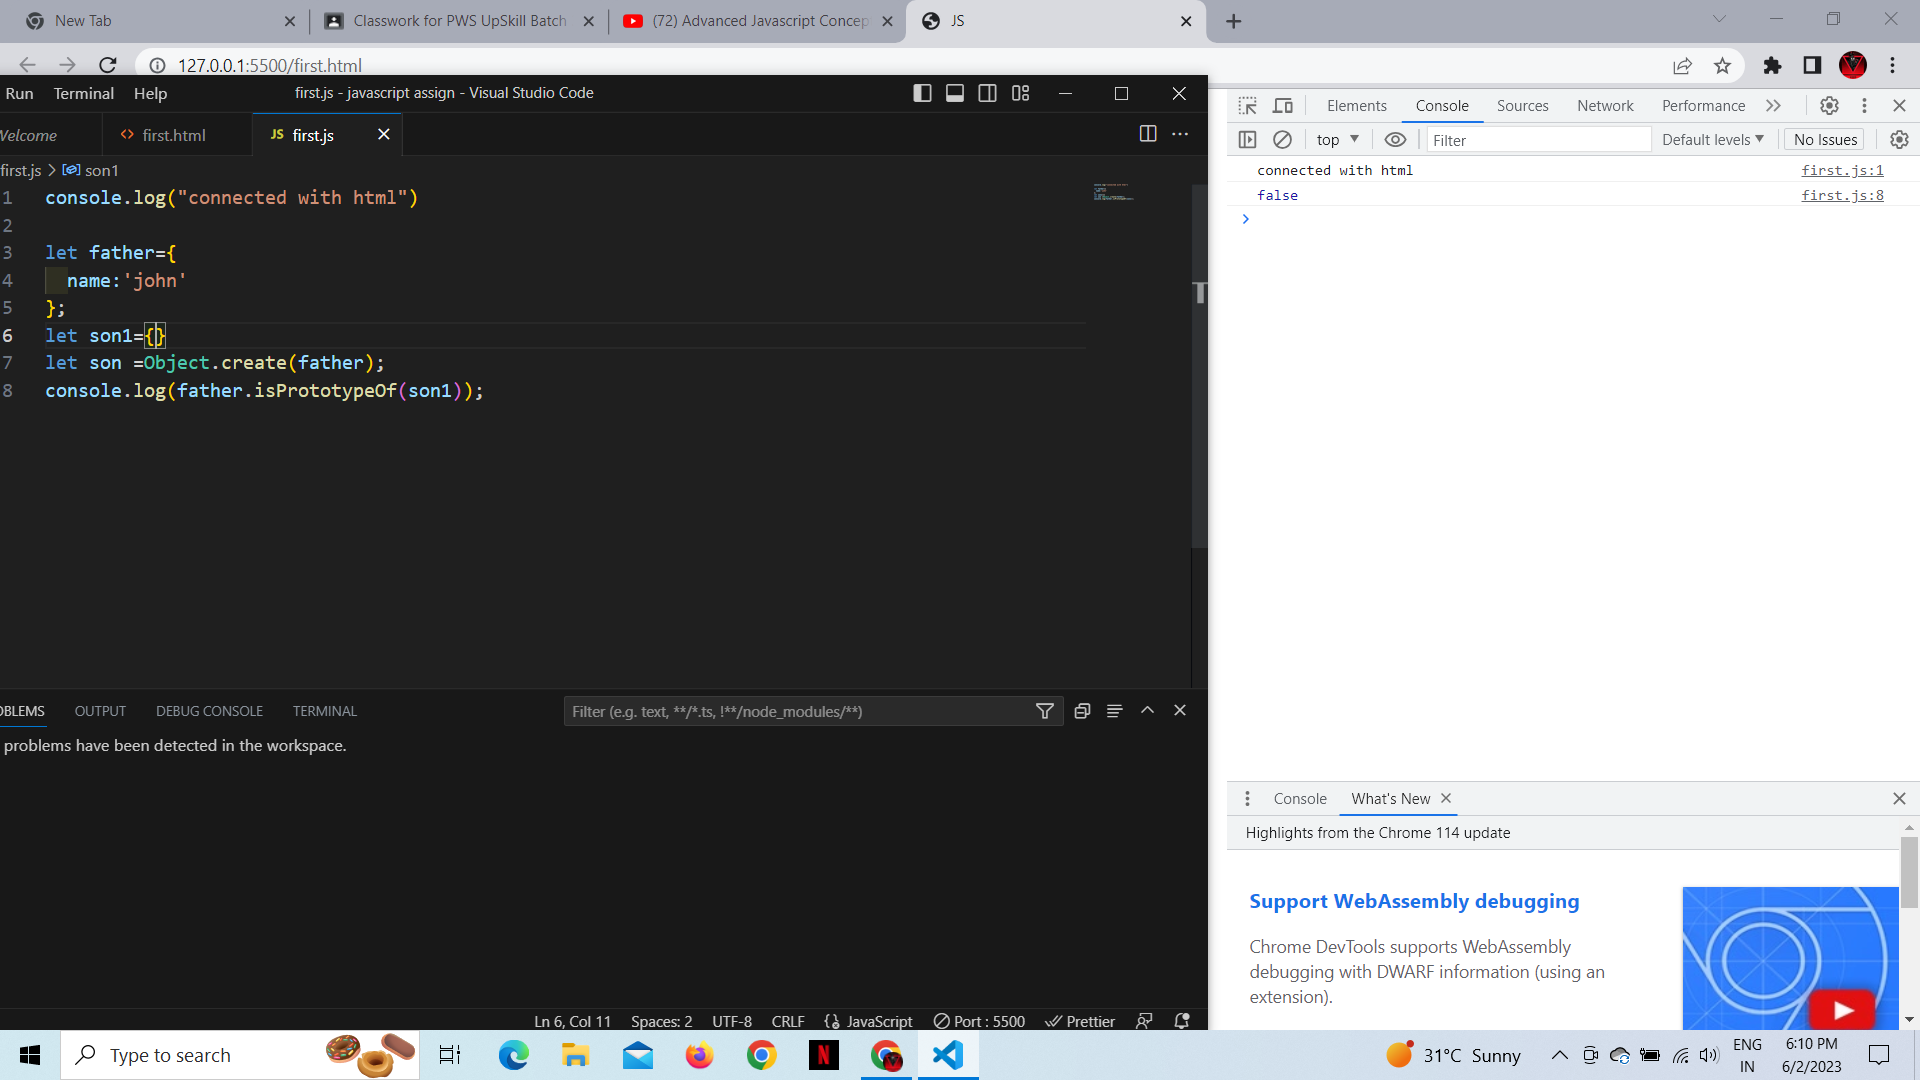 New Tab
Classwork for PWS UpSkill Batch
(72) Advanced Javascript Concep
JS
127.0.0.1:5500/first.html
Run Terminal Help
first.js - javascript assign - Visual Studio Code
Welcome
first.html
JS first.js
first.js > son1
1 console.log("connected with html")
2
3 let father={
4 name:'john'
5 };
6 let son1={}
7 let son =Object.create(father);
8 console.log(father.isPrototypeOf(son1));
OBLEMS OUTPUT DEBUG CONSOLE TERMINAL
Filter (e.g. text, **/*.ts, !**/node_modules/**)
problems have been detected in the workspace.
Ln 6, Col 11 Spaces: 2 UTF-8 CRLF {} JavaScript Port : 5500 Prettier
Elements Console Sources Network Performance
top Filter Default levels No Issues
connected with html first.js:1
false first.js:8
Console What's New
Highlights from the Chrome 114 update
Support WebAssembly debugging
Chrome DevTools supports WebAssembly
debugging with DWARF information (using an
extension).
Type to search
N
31°C Sunny
ENG
IN
6:10 PM
6/2/2023